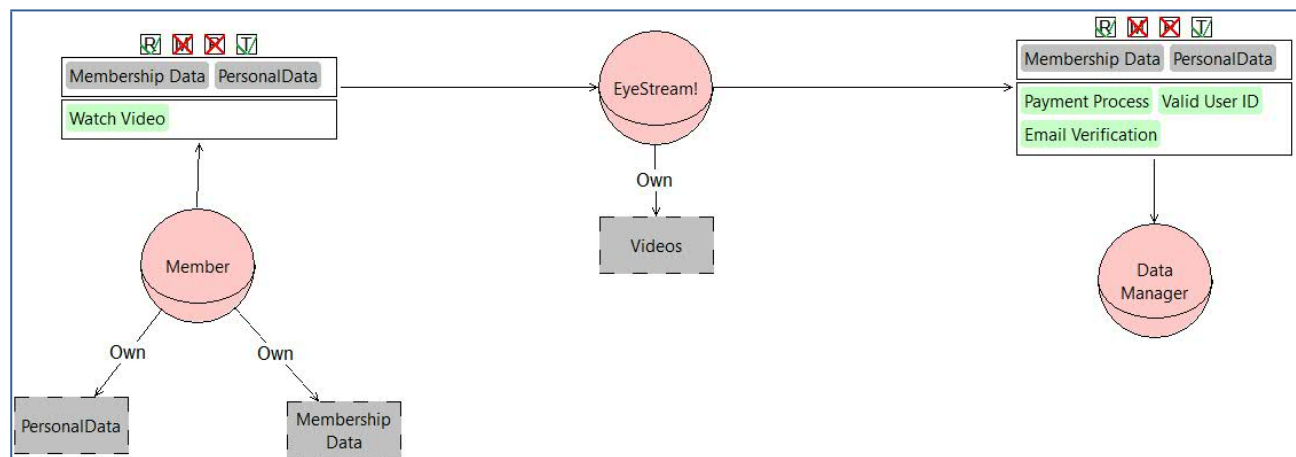 R M P T
Membership Data PersonalData
Watch Video
EyeStream!
R M P T
Membership Data PersonalData
Payment Process Valid User ID
Email Verification
Own
Videos
Member
Data
Manager
Own
Own
PersonalData
Membership
Data